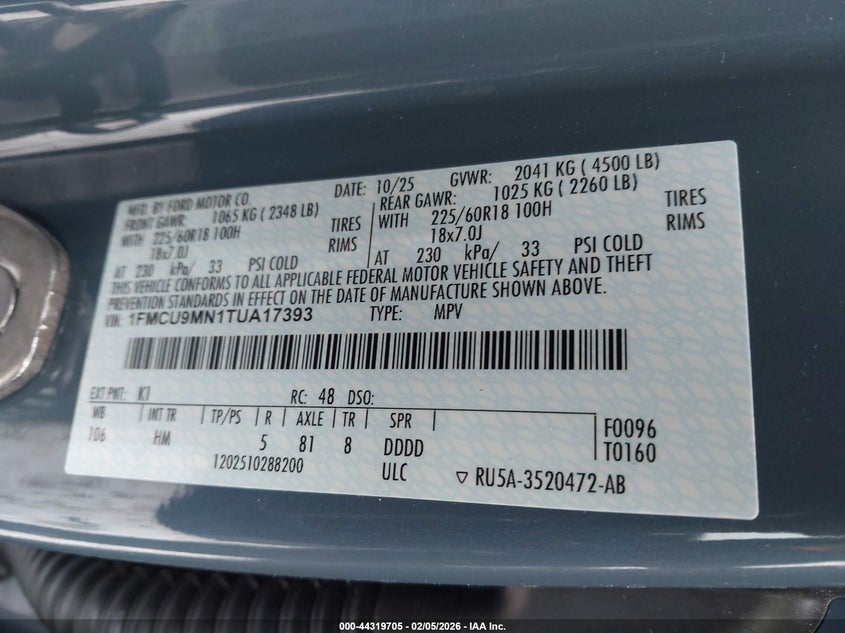 MFD. BY FORD MOTOR CO. DATE: 10/25 GVWR: 2041 KG ( 4500 LB)
FRONT GAWR: 1065 KG ( 2348 LB) REAR GAWR: 1025 KG ( 2260 LB)
WITH 225/60R18 100H TIRES WITH 225/60R18 100H TIRES
18x7.0J RIMS 18x7.0J RIMS
AT 230 kPa/ 33 PSI COLD AT 230 kPa/ 33 PSI COLD
THIS VEHICLE CONFORMS TO ALL APPLICABLE FEDERAL MOTOR VEHICLE SAFETY AND THEFT
PREVENTION STANDARDS IN EFFECT ON THE DATE OF MANUFACTURE SHOWN ABOVE.
VIN: 1FMCU9MN1TUA17393 TYPE: MPV
EXT PNT: K1 RC: 48 DSO:
WB INT TR TP/PS R AXLE TR SPR F0096
106 HM 5 81 8 DDDD T0160
1202510288200 ULC ▽ RU5A-3520472-AB
000-44319705 - 02/05/2026 - IAA Inc.